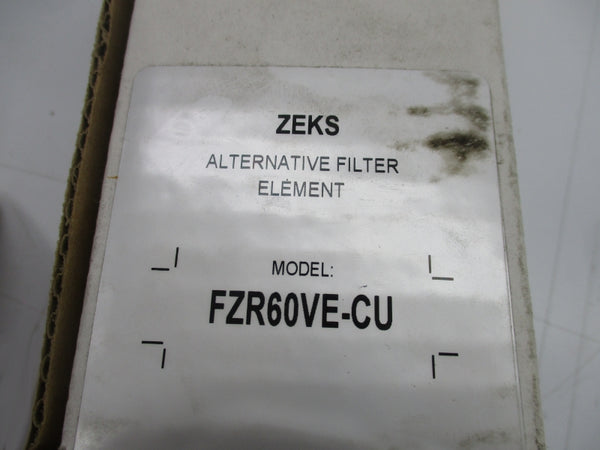 ZEKS
ALTERNATIVE FILTER
ELEMENT
MODEL:
FZR60VE-CU